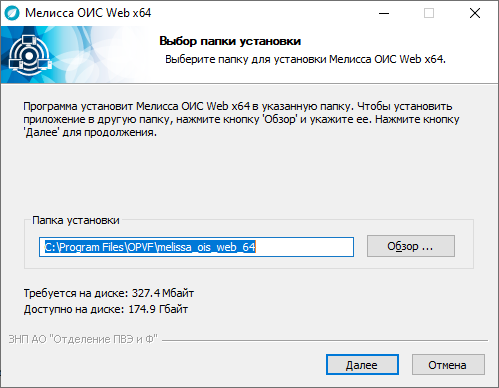 Мелисса ОИС Web x64
Выбор папки установки
Выберите папку для установки Мелисса ОИС Web x64.
Программа установит Мелисса ОИС Web x64 в указанную папку. Чтобы установить
приложение в другую папку, нажмите кнопку 'Обзор' и укажите ее. Нажмите кнопку
'Далее' для продолжения.
Папка установки
C:\Program Files\OPVF\melissa_ois_web_64
Обзор ...
Требуется на диске: 327.4 Мбайт
Доступно на диске: 174.9 Гбайт
ЗНП АО "Отделение ПВЭ и Ф"
Далее
Отмена